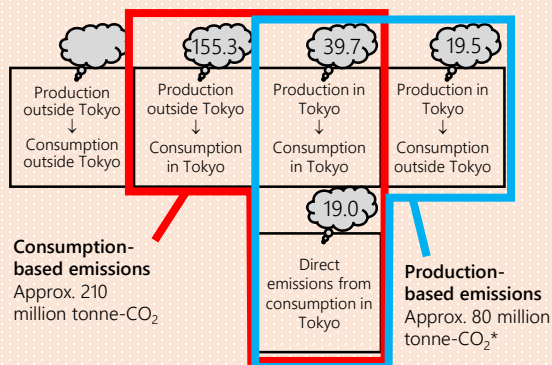 155.3
39.7
19.5
Production
outside Tokyo
↓
Consumption
outside Tokyo
Production
outside Tokyo
↓
Consumption
in Tokyo
Production in
Tokyo
↓
Consumption
in Tokyo
Production in
Tokyo
↓
Consumption
outside Tokyo
19.0
Direct
emissions from
consumption in
Tokyo
Consumption-
based emissions
Approx. 210
million tonne-CO₂
Production-
based emissions
Approx. 80 million
tonne-CO₂*